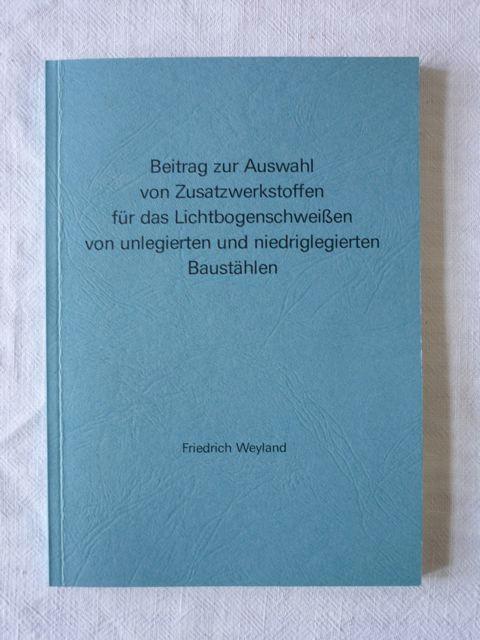 Beitrag zur Auswahl
von Zusatzwerkstoffen
für das Lichtbogenschweißen
von unlegierten und niedriglegierten
Baustählen
Friedrich Weyland